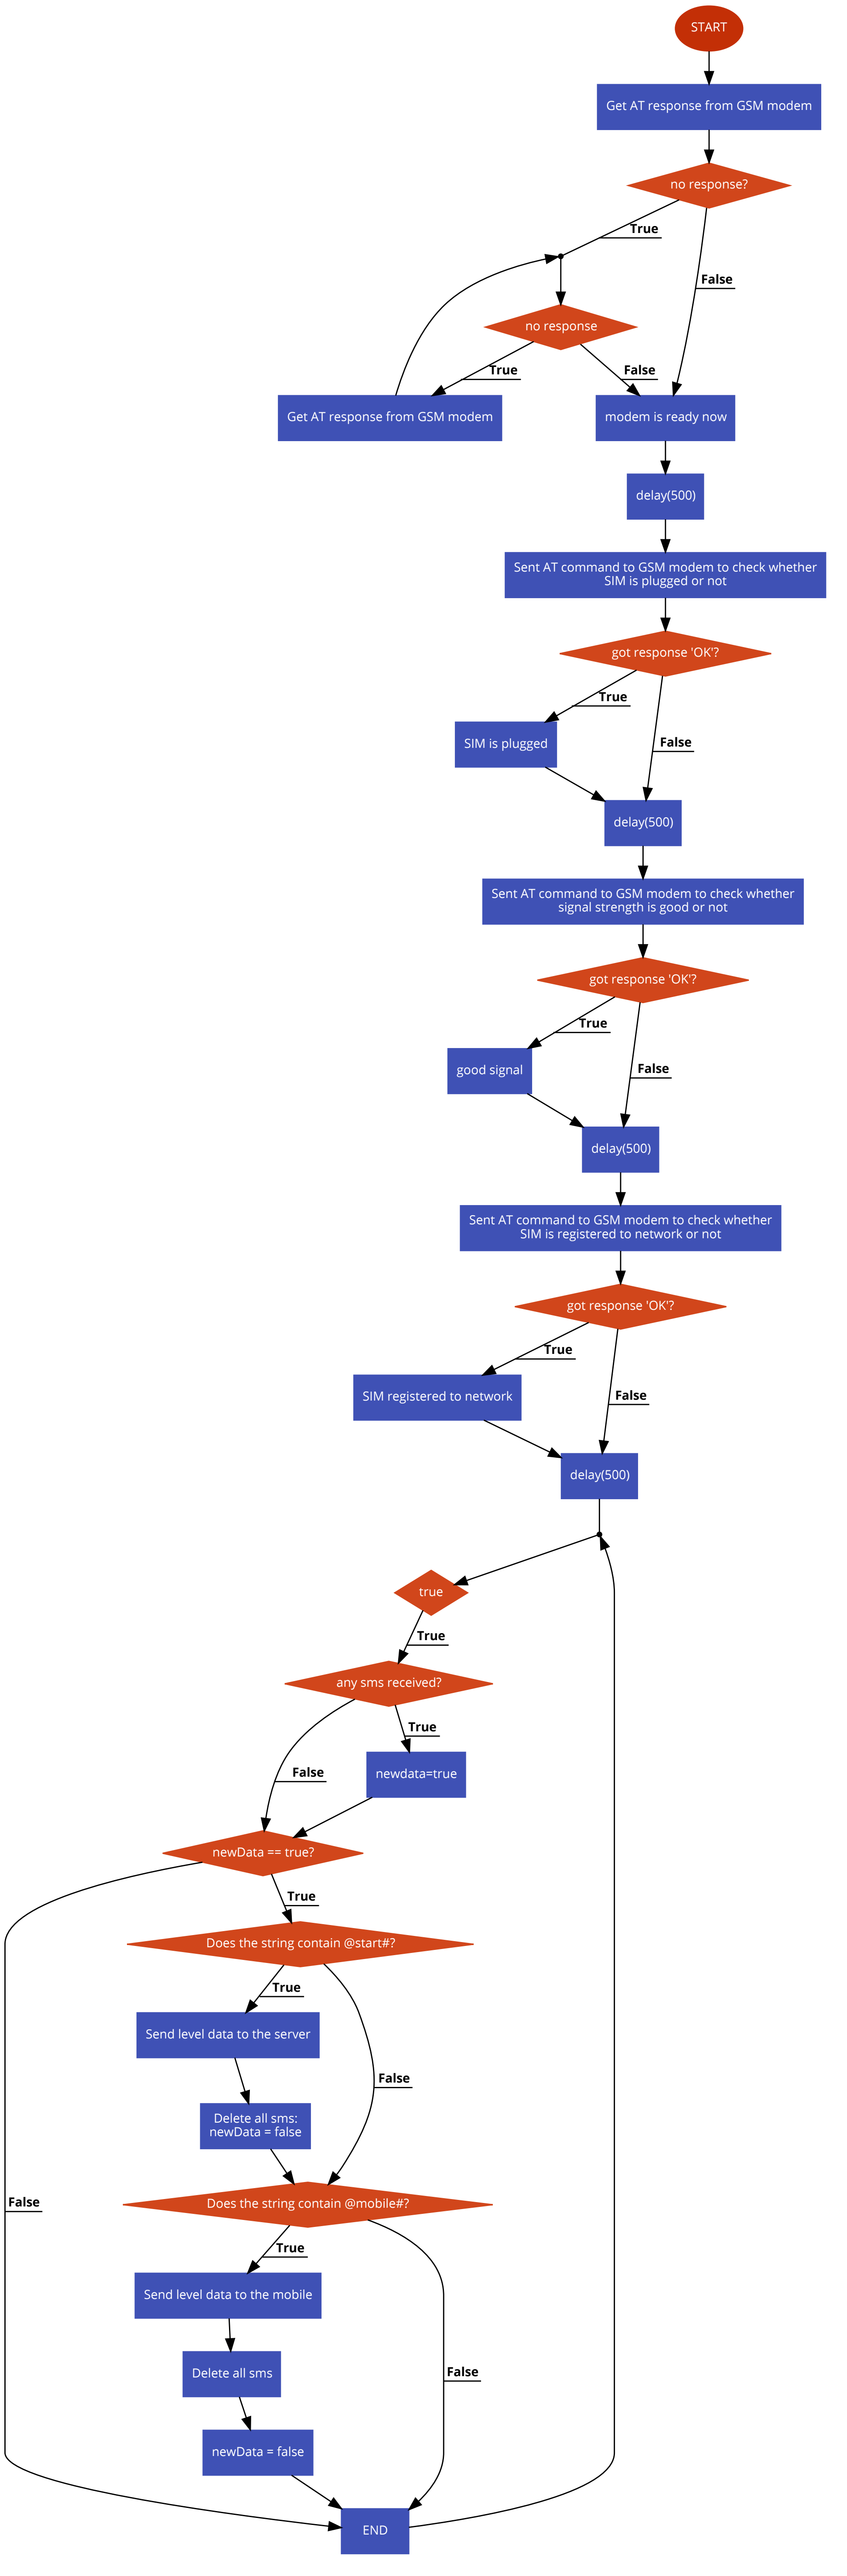 START
Get AT response from GSM modem
no response?
True
False
no response
True
False
Get AT response from GSM modem
modem is ready now
delay(500)
Sent AT command to GSM modem to check whether
SIM is plugged or not
got response 'OK'?
True
SIM is plugged
False
delay(500)
Sent AT command to GSM modem to check whether
signal strength is good or not
got response 'OK'?
True
good signal
False
delay(500)
Sent AT command to GSM modem to check whether
SIM is registered to network or not
got response 'OK'?
True
SIM registered to network
False
delay(500)
true
True
any sms received?
True
False
newdata=true
newData == true?
True
Does the string contain @start#?
True
Send level data to the server
False
Delete all sms:
newData = false
False
Does the string contain @mobile#?
True
Send level data to the mobile
Delete all sms
False
newData = false
END